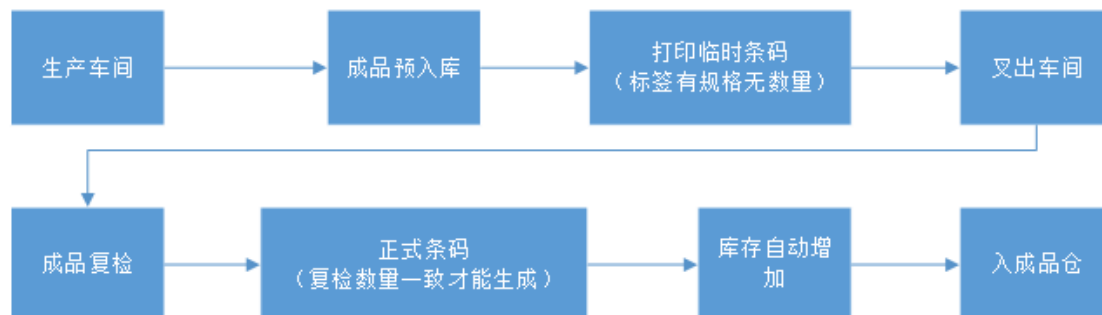 生产车间
成品预入库
打印临时条码
（标签有规格无数量）
叉出车间
成品复检
正式条码
（复检数量一致才能生成）
库存自动增
加
入成品仓